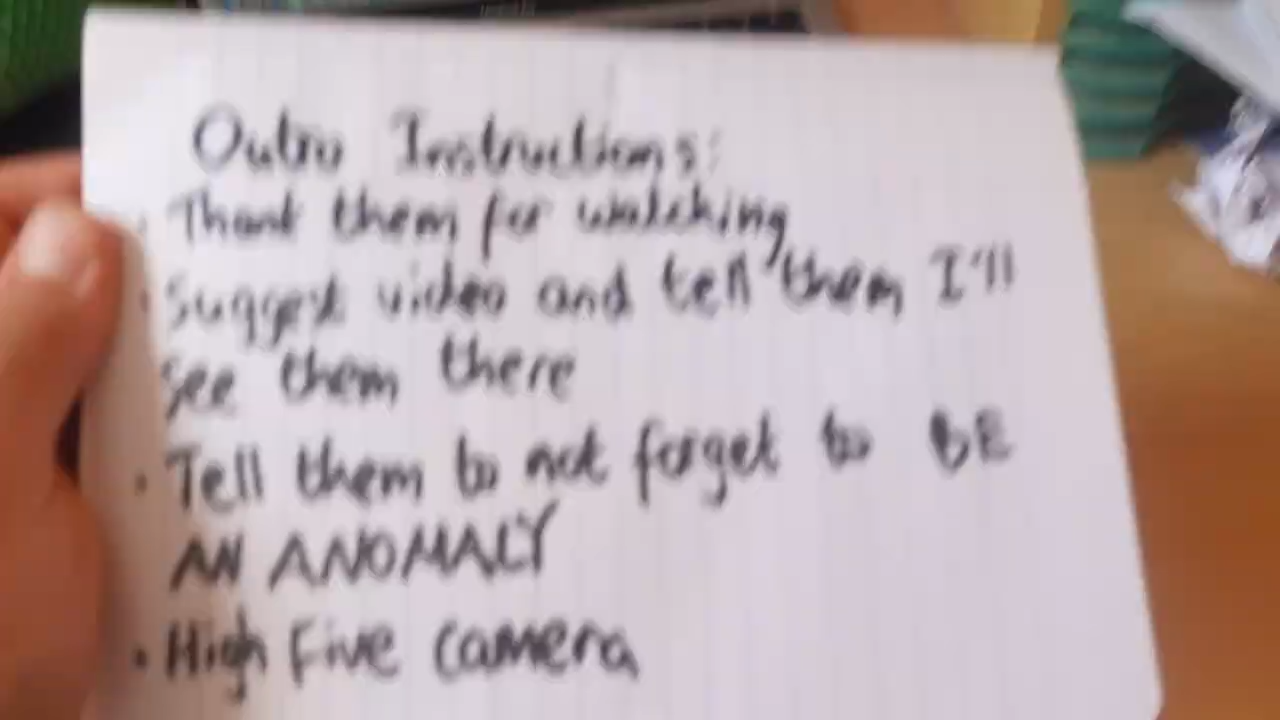 Outro Instructions:
· Thank them for watching
· Suggest video and tell them I'll
see them there
· Tell them to not forget to BE
AN ANOMALY
· High Five camera